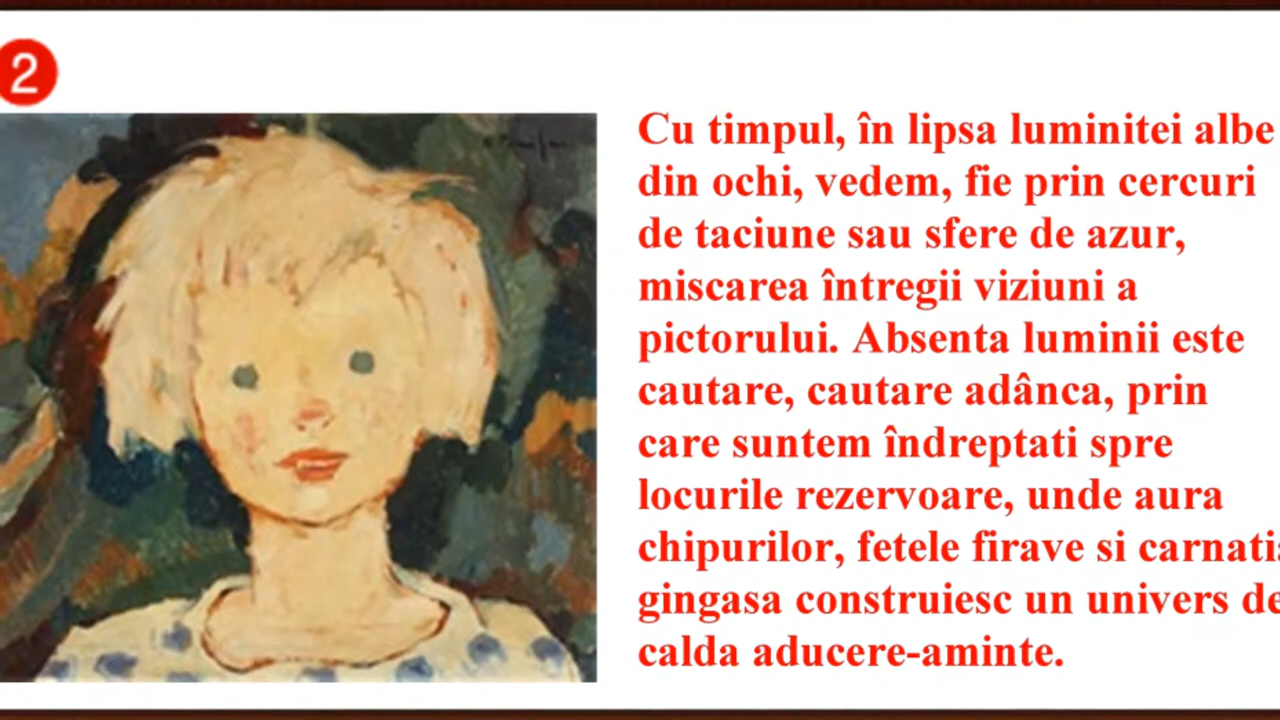 2
Cu timpul, în lipsa luminitei albe
din ochi, vedem, fie prin cercuri
de taciune sau sfere de azur,
miscarea întregii viziuni a
pictorului. Absenta luminii este
cautare, cautare adânca, prin
care suntem îndreptati spre
locurile rezervoare, unde aura
chipurilor, fetele firave si
gingasa construiesc un univers de
calda aducere-aminte.